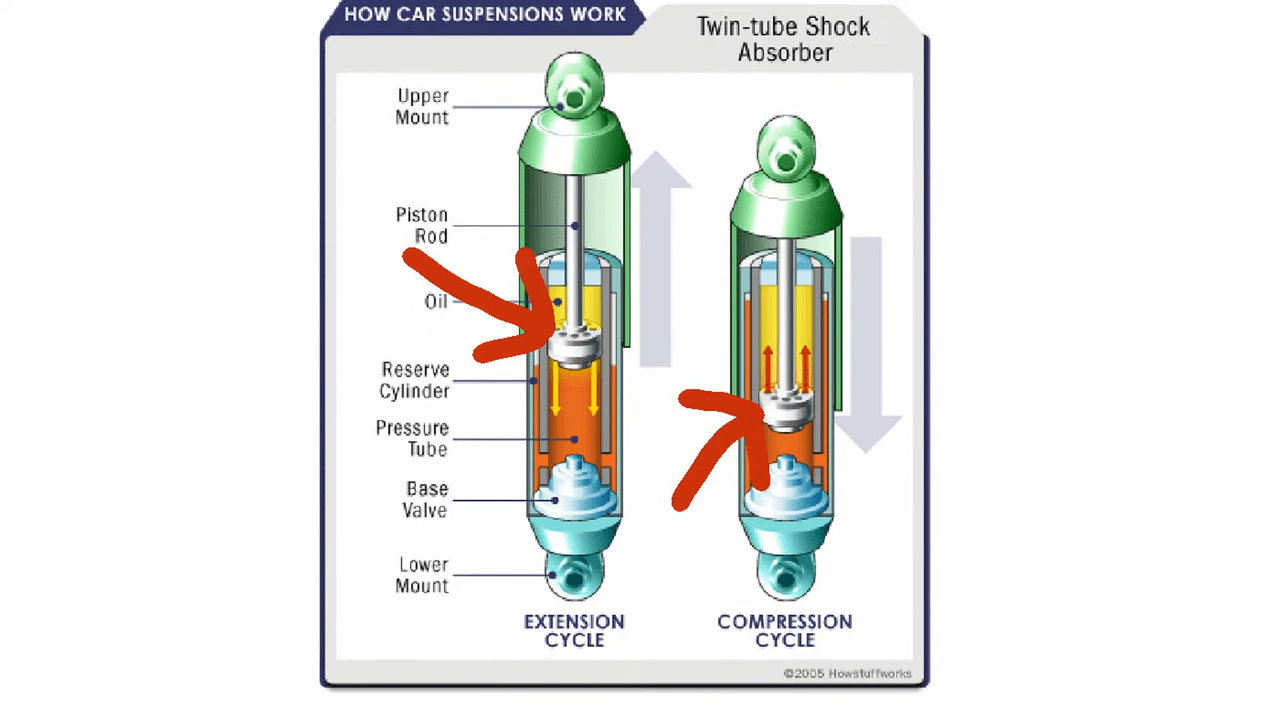 HOW CAR SUSPENSIONS WORK
Twin-tube Shock
Absorber
Upper
Mount
Piston
Rod
Oil
Reserve
Cylinder
Pressure
Tube
Base
Valve
Lower
Mount
EXTENSION
CYCLE
COMPRESSION
CYCLE
©2005 Howstuffworks